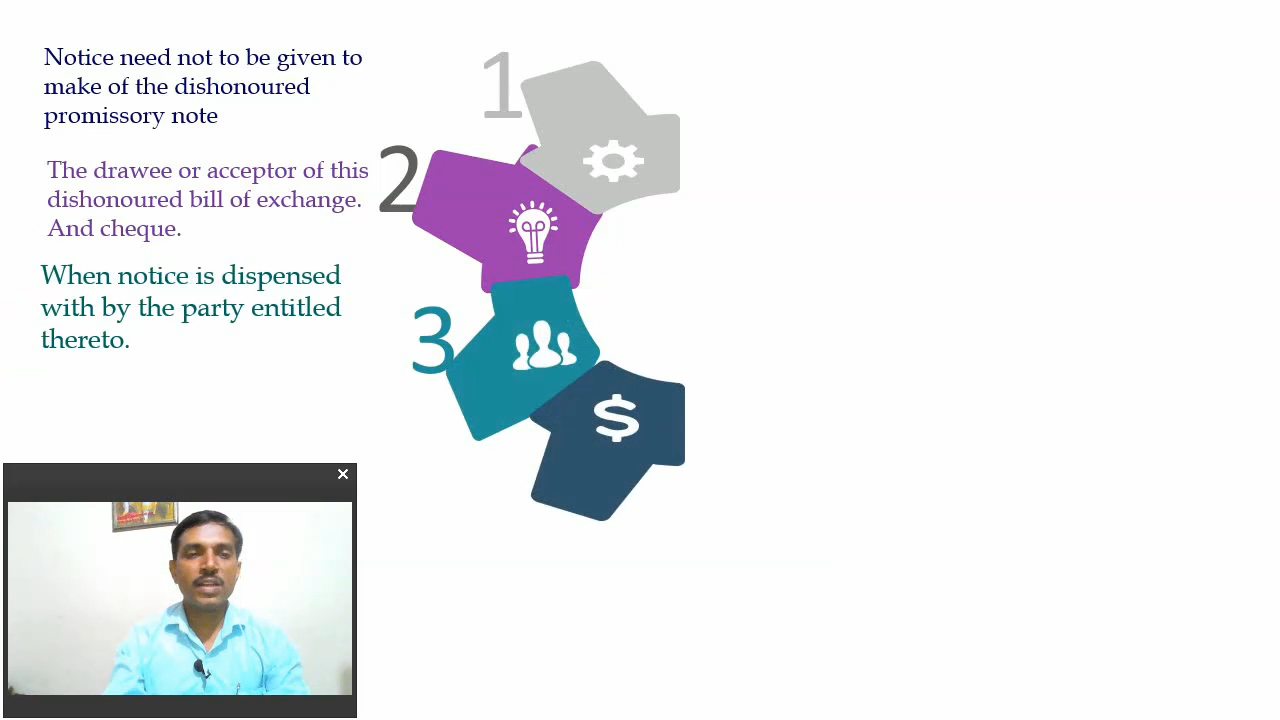 Notice need not to be given to
make of the dishonoured
promissory note
1
The drawee or acceptor of this
dishonoured bill of exchange.
And cheque.
2
When notice is dispensed
with by the party entitled
thereto.
3
$